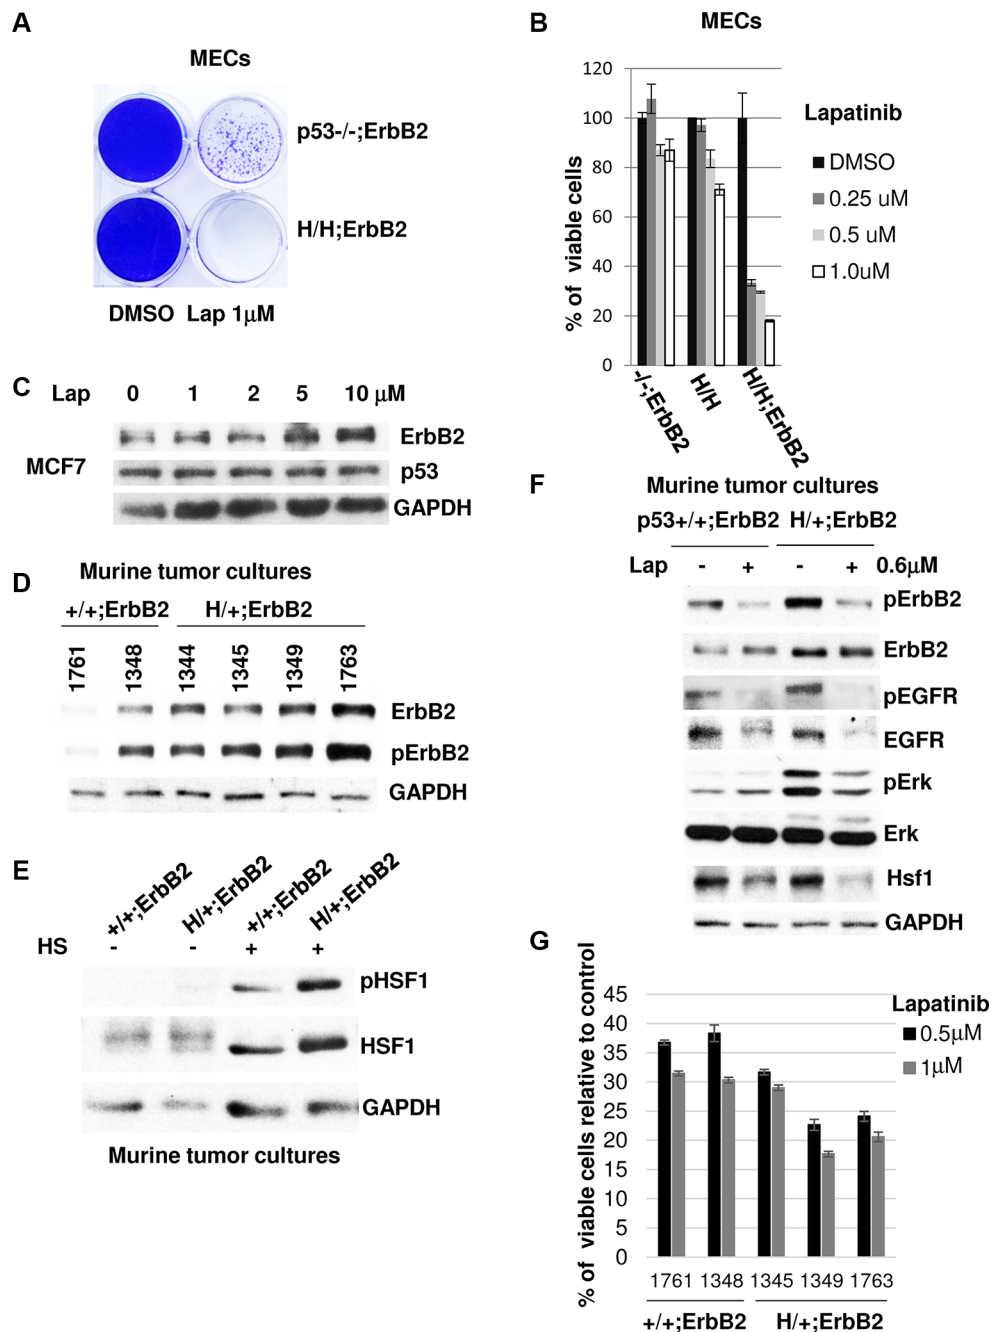 A
MECs
p53-/-;ErbB2
H/H;ErbB2
DMSO Lap 1μM
B
MECs
120
100
80
60
40
20
0
% of viable cells
-/-;ErbB2
H/H
H/H;ErbB2
Lapatinib
DMSO
0.25 uM
0.5 uM
1.0uM
C
Lap 0 1 2 5 10 μM
MCF7
ErbB2
p53
GAPDH
D
Murine tumor cultures
+/+;ErbB2 H/+;ErbB2
1761 1348 1344 1345 1349 1763
ErbB2
pErbB2
GAPDH
E
+/+;ErbB2 H/+;ErbB2 +/+;ErbB2 H/+;ErbB2
HS - - + +
pHSF1
HSF1
GAPDH
Murine tumor cultures
F
Murine tumor cultures
p53+/+;ErbB2 H/+;ErbB2
Lap - + - + 0.6μM
pErbB2
ErbB2
pEGFR
EGFR
pErk
Erk
Hsf1
GAPDH
G
% of viable cells relative to control
45
40
35
30
25
20
15
10
5
0
1761 1348 1345 1349 1763
+/+;ErbB2 H/+;ErbB2
Lapatinib
0.5μM
1μM